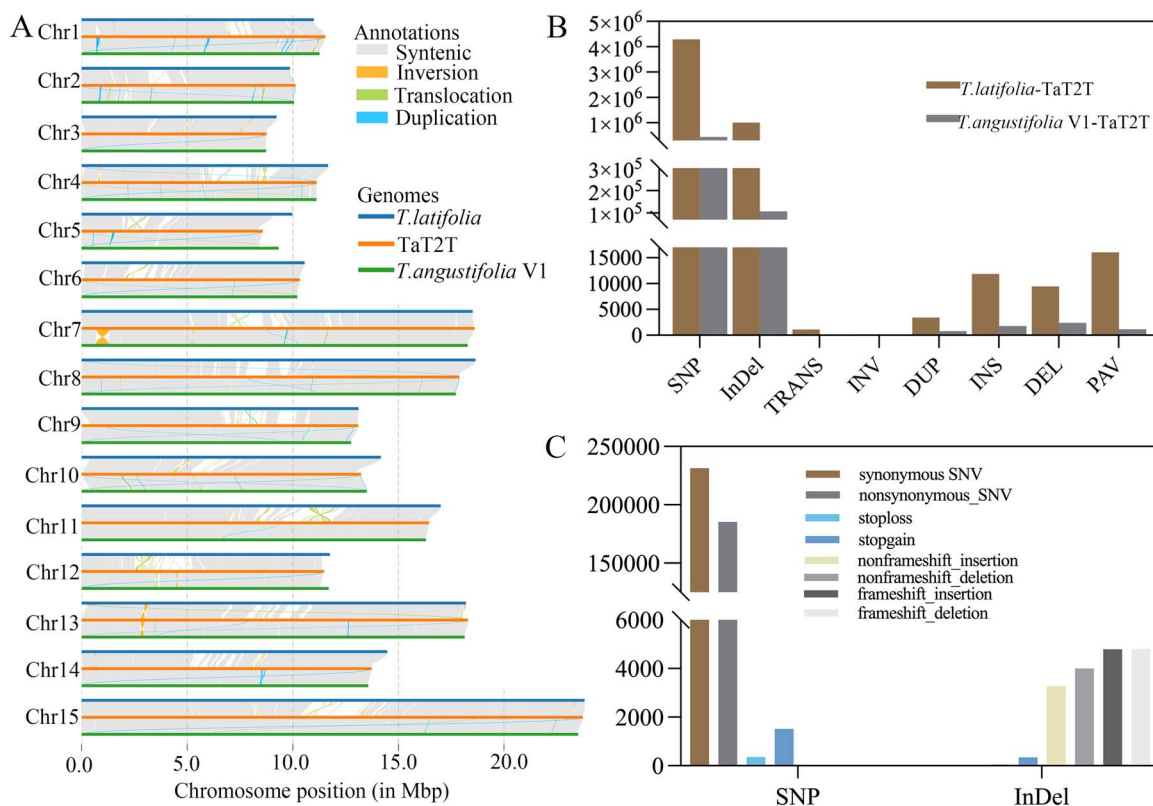 A
Chr1
Chr2
Chr3
Chr4
Chr5
Chr6
Chr7
Chr8
Chr9
Chr10
Chr11
Chr12
Chr13
Chr14
Chr15
0.0 5.0 10.0 15.0 20.0
Chromosome position (in Mbp)
Annotations
Syntenic
Inversion
Translocation
Duplication
Genomes
T.latifolia
TaT2T
T.angustifolia V1
B
5×10⁶
4×10⁶
3×10⁶
2×10⁶
1×10⁶
3×10⁵
2×10⁵
1×10⁵
15000
10000
5000
0
SNP InDel TRANS INV DUP INS DEL PAV
T.latifolia-TaT2T
T.angustifolia V1-TaT2T
C
250000
200000
150000
6000
4000
2000
0
SNP InDel
synonymous SNV
nonsynonymous_SNV
stoploss
stopgain
nonframeshift_insertion
nonframeshift_deletion
frameshift_insertion
frameshift_deletion